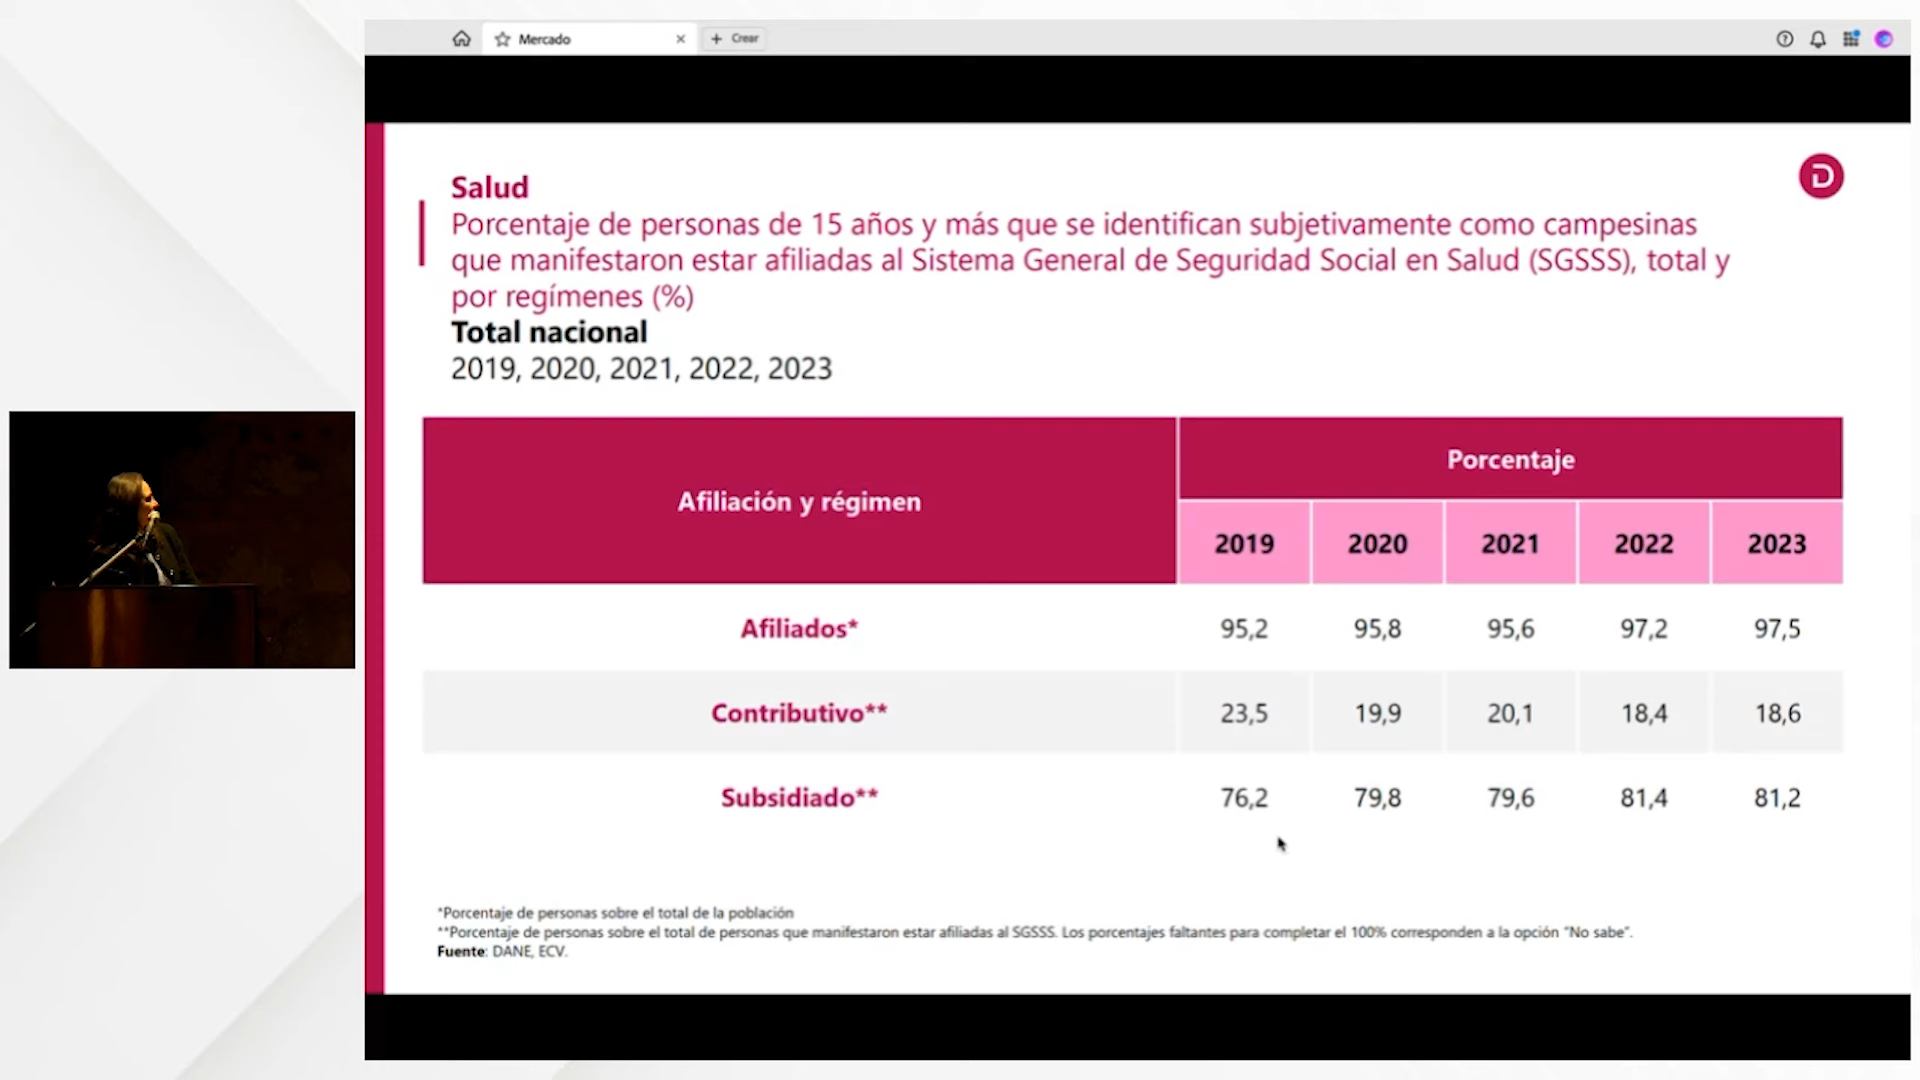 Mercado
Crear
Salud
Porcentaje de personas de 15 años y más que se identifican subjetivamente como campesinas
que manifestaron estar afiliadas al Sistema General de Seguridad Social en Salud (SGSSS), total y
por regímenes (%)
Total nacional
2019, 2020, 2021, 2022, 2023
Afiliación y régimen
Porcentaje
2019 2020 2021 2022 2023
Afiliados* 95,2 95,8 95,6 97,2 97,5
Contributivo** 23,5 19,9 20,1 18,4 18,6
Subsidiado** 76,2 79,8 79,6 81,4 81,2
*Porcentaje de personas sobre el total de la población
**Porcentaje de personas sobre el total de personas que manifestaron estar afiliadas al SGSSS. Los porcentajes faltantes para completar el 100% corresponden a la opción "No sabe".
Fuente: DANE, ECV.